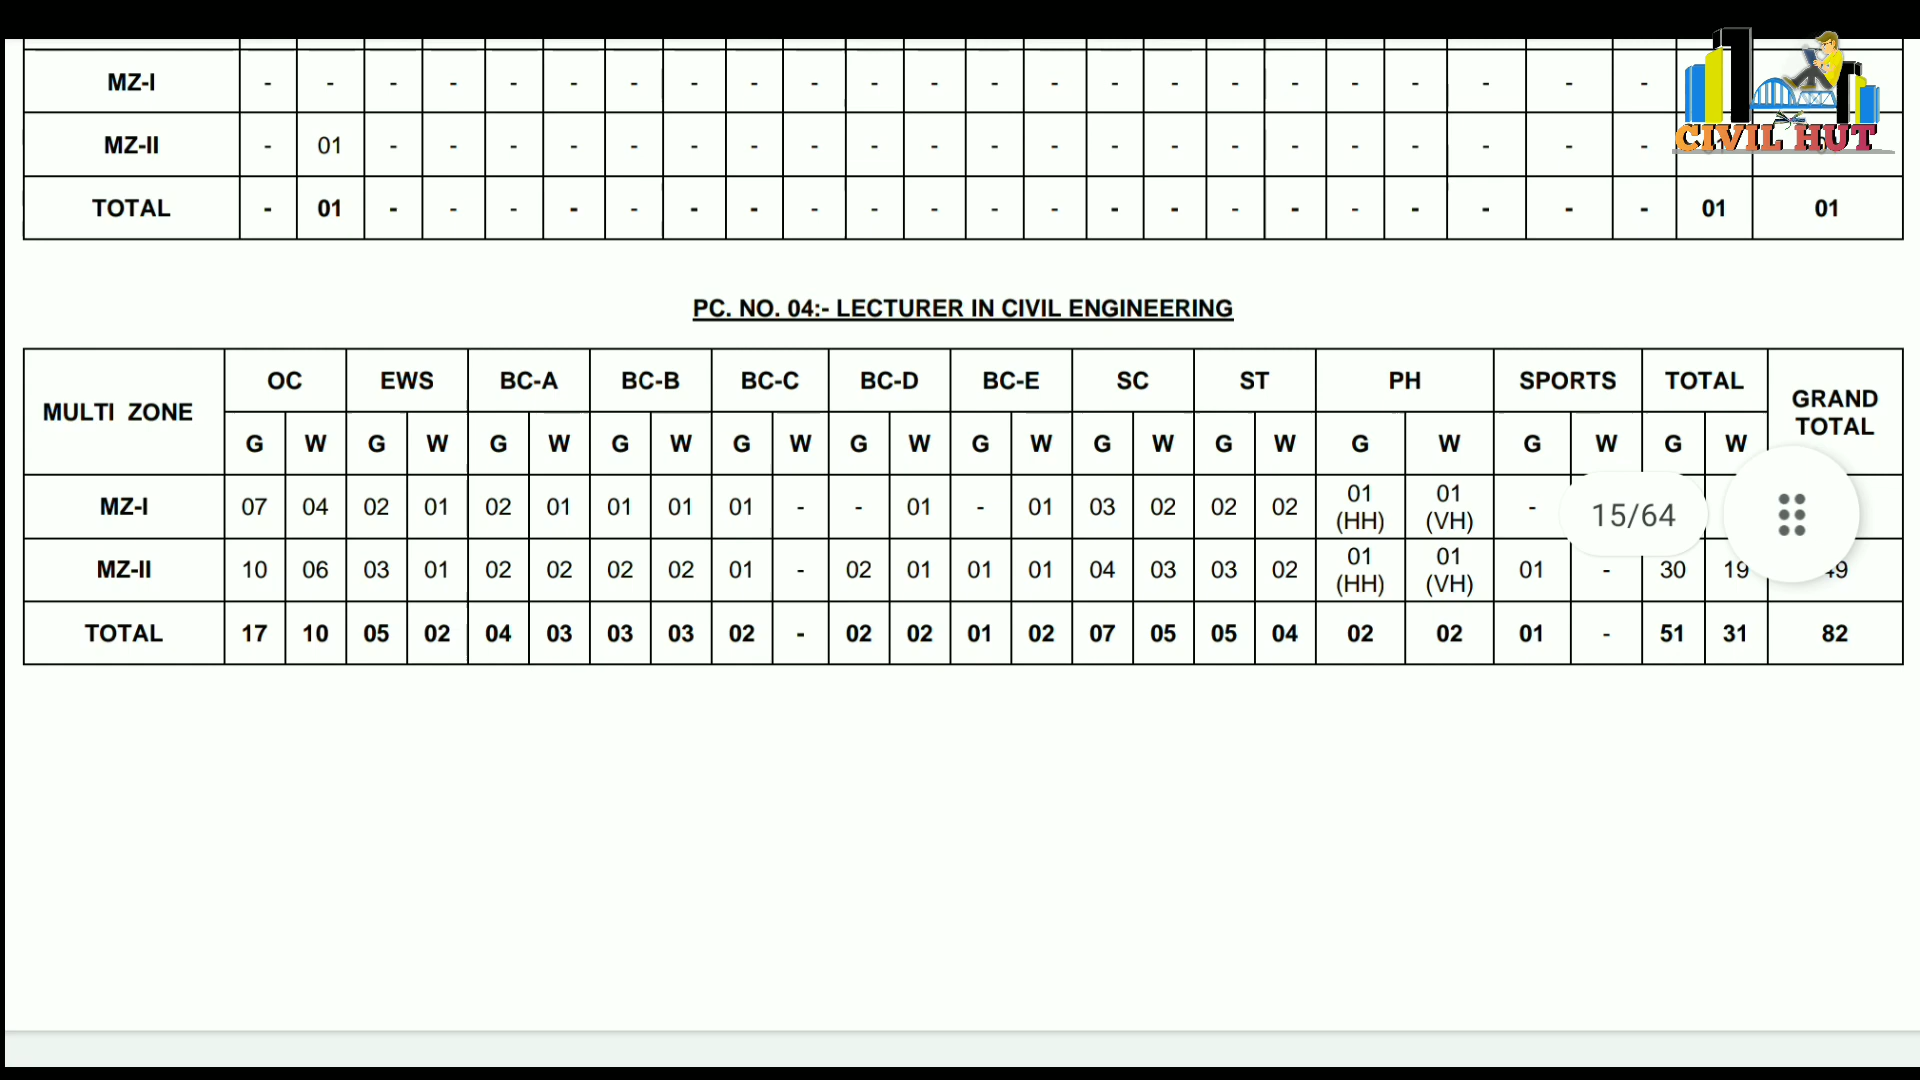 MZ-I - - - - - - - - - - - - - - - - - - - - - -
MZ-II - 01 - - - - - - - - - - - - - - - - - - - -
TOTAL - 01 - - - - - - - - - - - - - - - - - - - - 01 01
CIVIL HUT
PC. NO. 04:- LECTURER IN CIVIL ENGINEERING
MULTI ZONE OC EWS BC-A BC-B BC-C BC-D BC-E SC ST PH SPORTS TOTAL GRAND TOTAL
G W G W G W G W G W G W G W G W G W G W G W G W
MZ-I 07 04 02 01 02 01 01 01 01 - - 01 - 01 03 02 02 02 01 (HH) 01 (VH) -
15/64
MZ-II 10 06 03 01 02 02 02 02 01 - 02 01 01 01 04 03 03 02 01 (HH) 01 (VH) 01 - 30 19 49
TOTAL 17 10 05 02 04 03 03 03 02 - 02 02 01 02 07 05 05 04 02 02 01 - 51 31 82